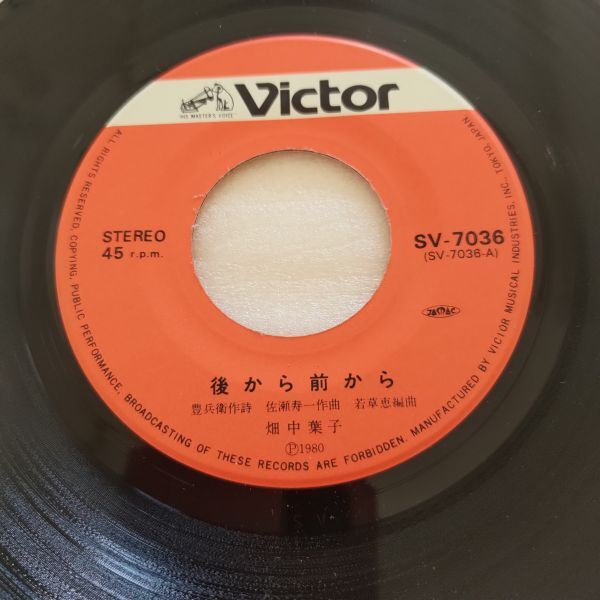 Victor
"HIS MASTER'S VOICE"
STEREO
45 r.p.m.
SV-7036
(SV-7036-A)
JASRAC
後から前から
豊兵衛作詩 佐瀬寿一作曲 若草恵編曲
畑中葉子
Ⓟ1980
ALL RIGHTS RESERVED, COPYING, PUBLIC PERFORMANCE, BROADCASTING OF THESE RECORDS ARE FORBIDDEN. MANUFACTURED BY VICTOR MUSICAL INDUSTRIES, INC., TOKYO, JAPAN